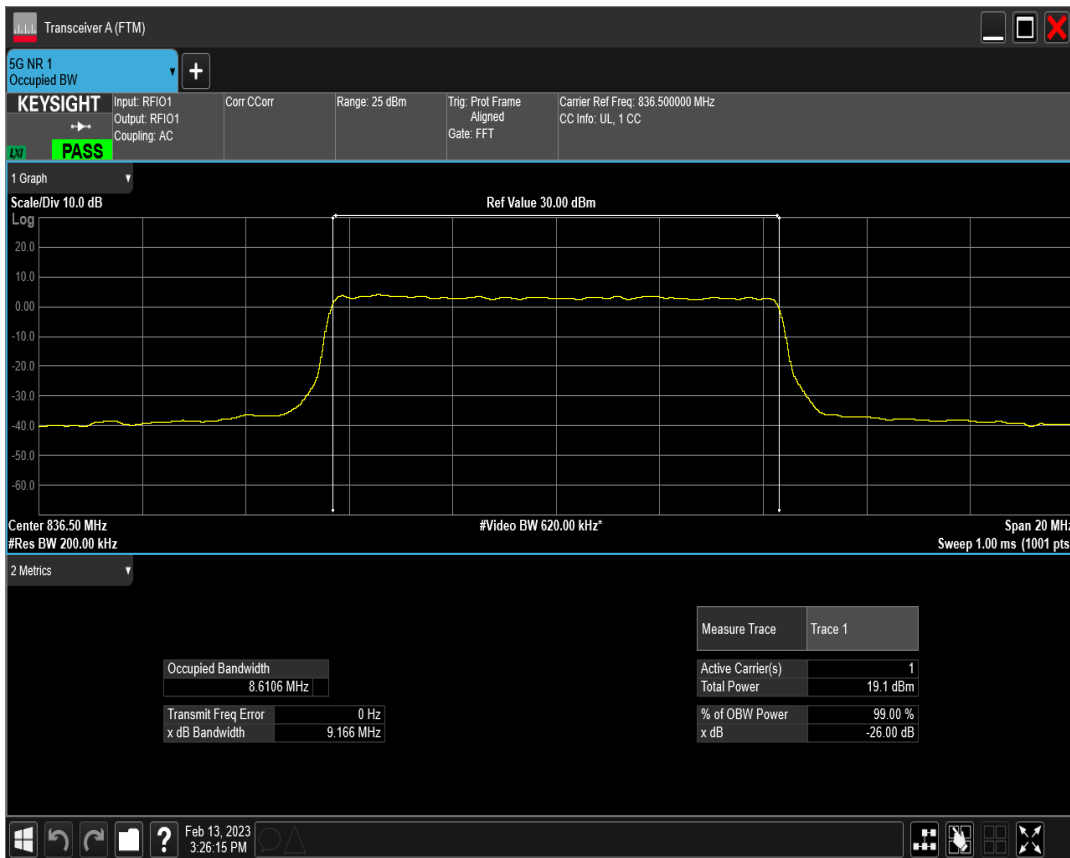 Transceiver A (FTM)
5G NR 1
Occupied BW
+
KEYSIGHT
LXI
PASS
Input: RFIO1
Output: RFIO1
Coupling: AC
Corr CCorr
Range: 25 dBm
Trig: Prot Frame
Aligned
Gate: FFT
Carrier Ref Freq: 836.500000 MHz
CC Info: UL, 1 CC
1 Graph
Scale/Div 10.0 dB
Ref Value 30.00 dBm
Log
20.0
10.0
0.00
-10.0
-20.0
-30.0
-40.0
-50.0
-60.0
Center 836.50 MHz
#Video BW 620.00 kHz*
Span 20 MHz
#Res BW 200.00 kHz
Sweep 1.00 ms (1001 pts
2 Metrics
Measure Trace
Trace 1
Occupied Bandwidth
8.6106 MHz
Active Carrier(s)
1
Total Power
19.1 dBm
Transmit Freq Error
0 Hz
x dB Bandwidth
9.166 MHz
% of OBW Power
99.00 %
x dB
-26.00 dB
?
Feb 13, 2023
3:26:15 PM